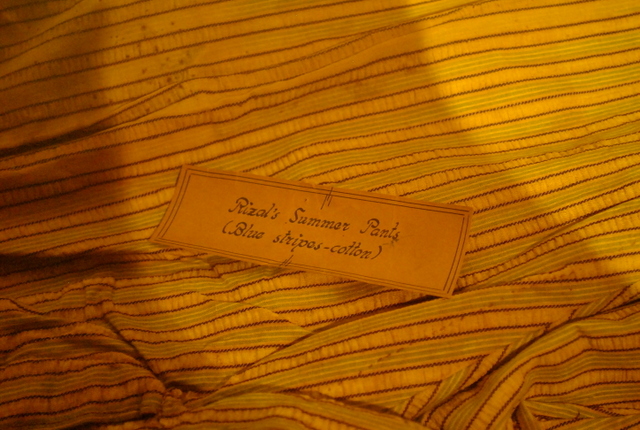 Rizal's Summer Pants
(Blue stripes-cotton)